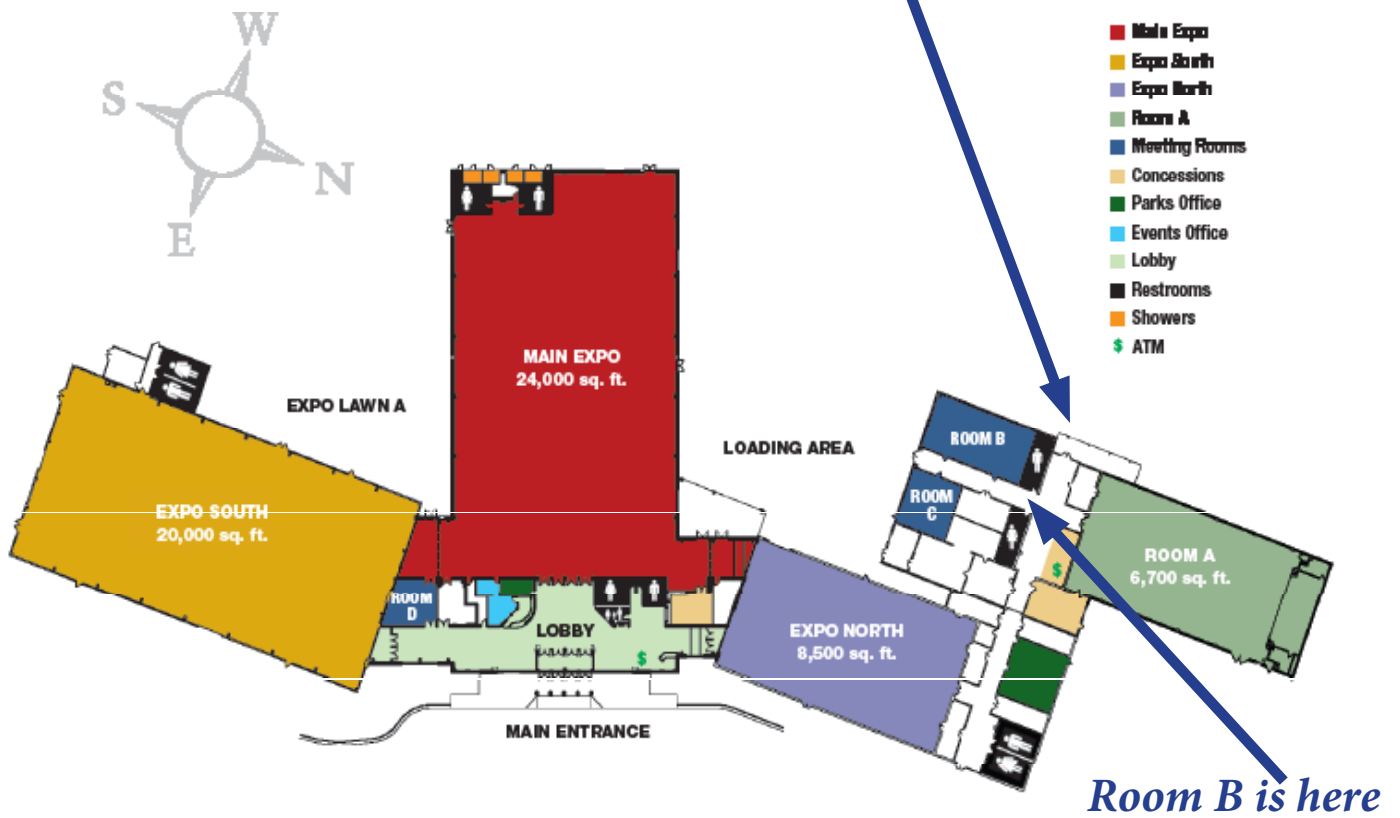 W
S
N
E
Main Expo
Expo South
Expo North
Room A
Meeting Rooms
Concessions
Parks Office
Events Office
Lobby
Restrooms
Showers
$ ATM
MAIN EXPO
24,000 sq. ft.
EXPO LAWN A
LOADING AREA
ROOM B
ROOM
C
EXPO SOUTH
20,000 sq. ft.
ROOM A
6,700 sq. ft.
$
ROOM
D
LOBBY
$
EXPO NORTH
8,500 sq. ft.
MAIN ENTRANCE
Room B is here